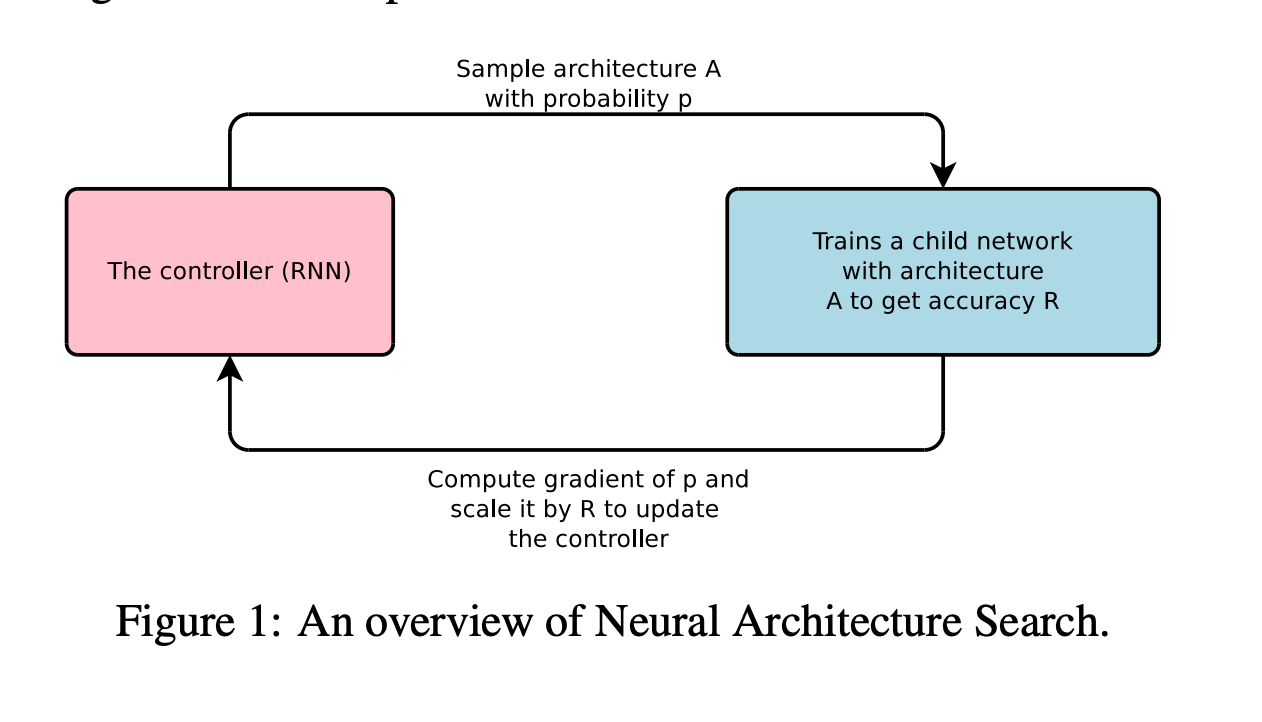 Sample architecture A
with probability p
The controller (RNN)
Trains a child network
with architecture
A to get accuracy R
Compute gradient of p and
scale it by R to update
the controller
Figure 1: An overview of Neural Architecture Search.